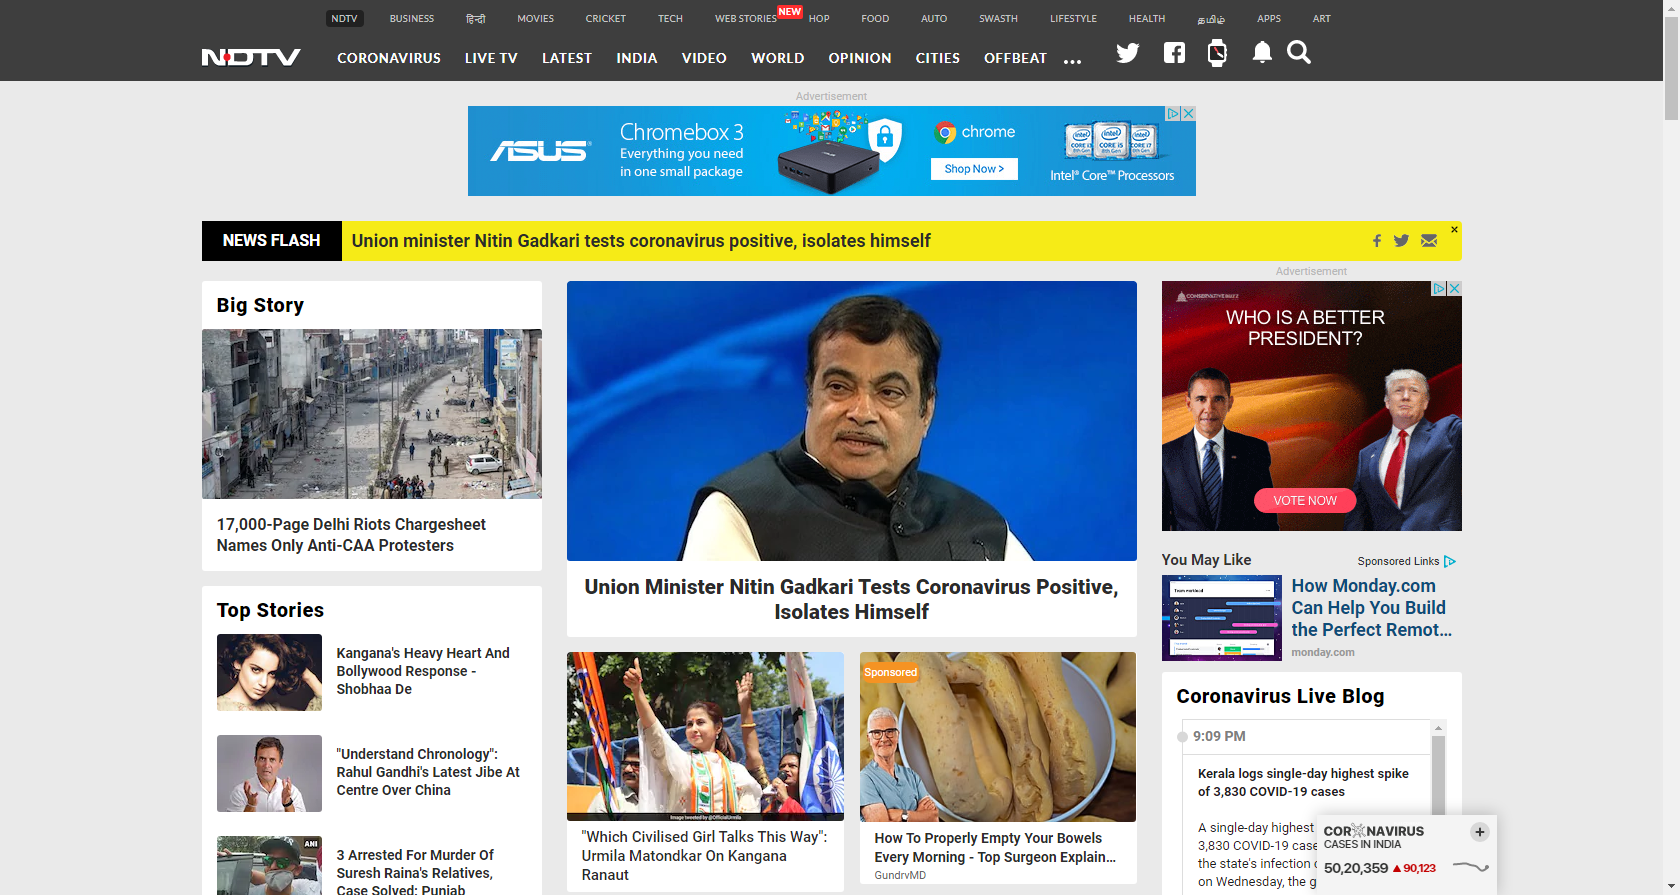 NDTV
BUSINESS
हिन्दी
MOVIES
CRICKET
TECH
WEB STORIES
NEW
HOP
FOOD
AUTO
SWASTH
LIFESTYLE
HEALTH
தமிழ்
APPS
ART
NDTV
CORONAVIRUS
LIVE TV
LATEST
INDIA
VIDEO
WORLD
OPINION
CITIES
OFFBEAT
...
Advertisement
ASUS
Chromebox 3
Everything you need
in one small package
chrome
Shop Now >
Intel® Core™ Processors
NEWS FLASH
Union minister Nitin Gadkari tests coronavirus positive, isolates himself
Big Story
17,000-Page Delhi Riots Chargesheet
Names Only Anti-CAA Protesters
Top Stories
Kangana's Heavy Heart And
Bollywood Response -
Shobhaa De
"Understand Chronology":
Rahul Gandhi's Latest Jibe At
Centre Over China
ANI
3 Arrested For Murder Of
Suresh Raina's Relatives,
Case Solved: Punjab
Union Minister Nitin Gadkari Tests Coronavirus Positive,
Isolates Himself
Image tweeted by @OfficialUrmila
"Which Civilised Girl Talks This Way":
Urmila Matondkar On Kangana
Ranaut
Sponsored
How To Properly Empty Your Bowels
Every Morning - Top Surgeon Explain...
GundrvMD
Advertisement
WHO IS A BETTER
PRESIDENT?
VOTE NOW
You May Like
Sponsored Links
How Monday.com
Can Help You Build
the Perfect Remot...
monday.com
Coronavirus Live Blog
9:09 PM
Kerala logs single-day highest spike
of 3,830 COVID-19 cases
A single-day highest
3,830 COVID-19 case
the state's infection
on Wednesday, the g
CORONAVIRUS
CASES IN INDIA
50,20,359 ▲90,123